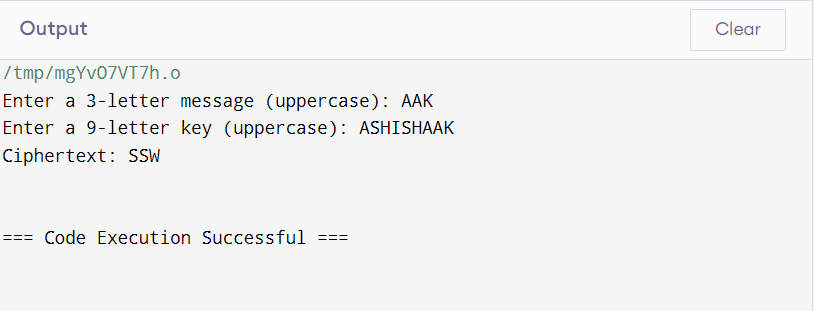 Output
Clear
/tmp/mgYvO7VT7h.o
Enter a 3-letter message (uppercase): AAK
Enter a 9-letter key (uppercase): ASHISHAAK
Ciphertext: SSW
=== Code Execution Successful ===